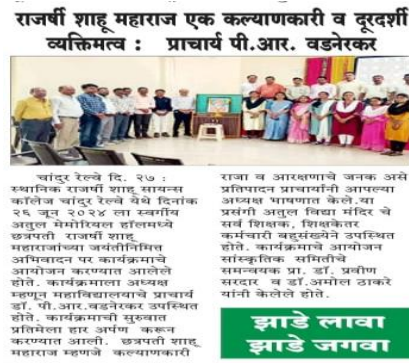 राजर्षी शाहू महाराज एक कल्याणकारी व दूरदर्शी
व्यक्तिमत्व : प्राचार्य पी.आर. वडनेरकर
चांदुर रेल्वे दि. २७ :
स्थानिक राजर्षी शाहू सायन्स
कॉलेज चांदुर रेल्वे येथे दिनांक
२६ जून २०२४ ला स्वर्गीय
अतुल मेमोरियल हॉलमध्ये
छत्रपती राजर्षी शाहू
महाराजांच्या जयंतीनिमित्त
अभिवादन पर कार्यक्रमाचे
आयोजन करण्यात आलेले
होते. कार्यक्रमाला अध्यक्ष
म्हणून महाविद्यालयाचे प्राचार्य
डॉ. पी.आर.वडनेरकर उपस्थित
होते. कार्यक्रमाची सुरुवात
प्रतिमेला हार अर्पण करून
करण्यात आली. छत्रपती शाहू
महाराज म्हणजे कल्याणकारी
राजा व आरक्षणाचे जनक असे
प्रतिपादन प्राचार्यांनी आपल्या
अध्यक्ष भाषणात केले.या
प्रसंगी अतुल विद्या मंदिर चे
सर्व शिक्षक, शिक्षकेतर
कर्मचारी बहुसंख्येने उपस्थित
होते. कार्यक्रमाचे आयोजन
सांस्कृतिक समितीचे
समन्वयक प्रा. डॉ. प्रवीण
सरदार व डॉ.अमोल ठाकरे
यांनी केलेले होते.
झाडे लावा
झाडे जगवा